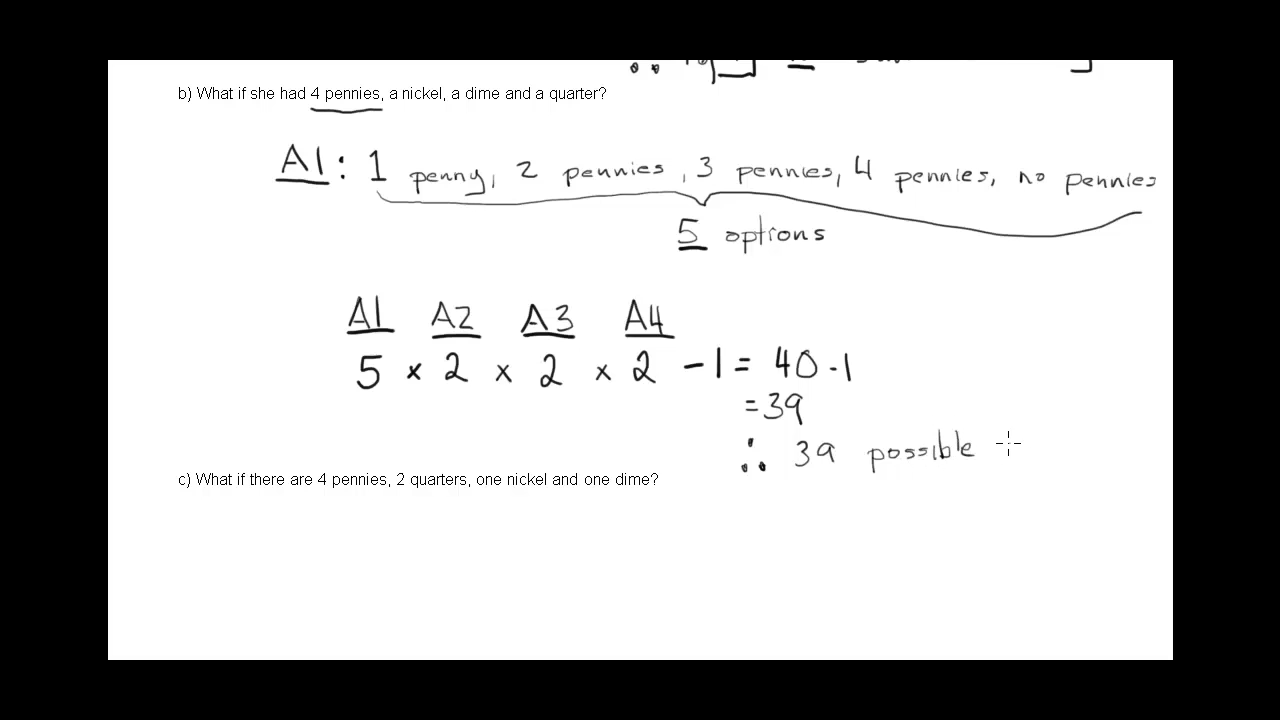 b) What if she had 4 pennies, a nickel, a dime and a quarter?
A1: 1 penny, 2 pennies, 3 pennies, 4 pennies, no pennies
5 options
A1 A2 A3 A4
5 × 2 × 2 × 2 - 1 = 40 - 1
= 39
∴ 39 possible
c) What if there are 4 pennies, 2 quarters, one nickel and one dime?